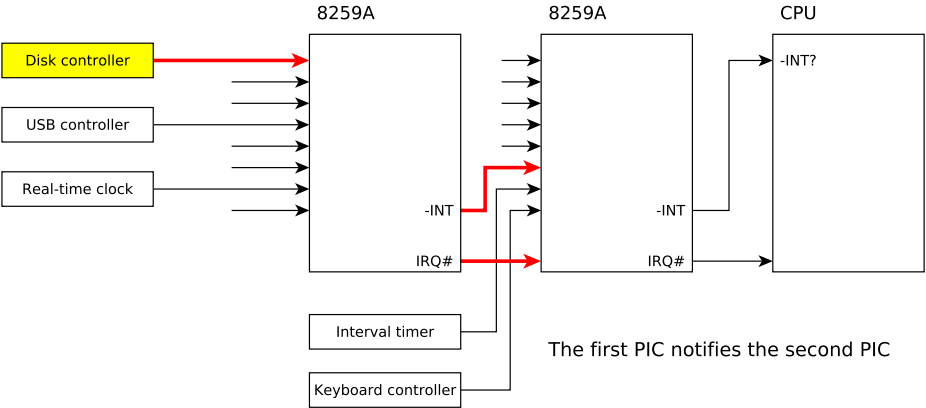 8259A
8259A
CPU
Disk controller
-INT?
USB controller
Real-time clock
-INT
-INT
IRQ#
IRQ#
Interval timer
The first PIC notifies the second PIC
Keyboard controller